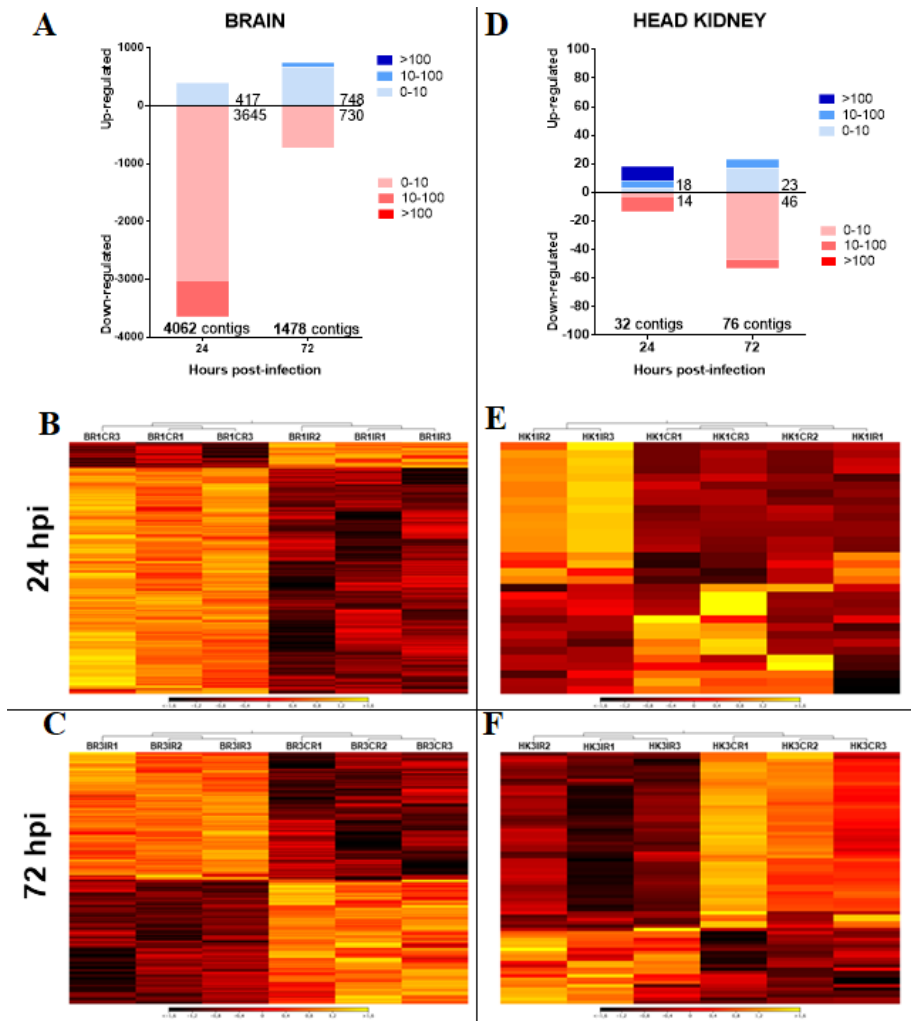 A
BRAIN
Up-regulated
Down-regulated
1000
0
-1000
-2000
-3000
-4000
417
3645
748
730
4062 contigs
1478 contigs
24
72
Hours post-infection
>100
10-100
0-10
0-10
10-100
>100
D
HEAD KIDNEY
Up-regulated
Down-regulated
100
80
60
40
20
0
-20
-40
-60
-80
-100
18
14
23
46
32 contigs
76 contigs
24
72
Hours post-infection
>100
10-100
0-10
0-10
10-100
>100
24 hpi
B
BR1CR3 BR1CR1 BR1CR3 BR1IR2 BR1IR1 BR1IR3
E
HK1IR2 HK1IR3 HK1CR1 HK1CR3 HK1CR2 HK1IR1
72 hpi
C
BR3IR1 BR3IR2 BR3IR3 BR3CR1 BR3CR2 BR3CR3
F
HK3IR2 HK3IR1 HK3IR3 HK3CR1 HK3CR2 HK3CR3